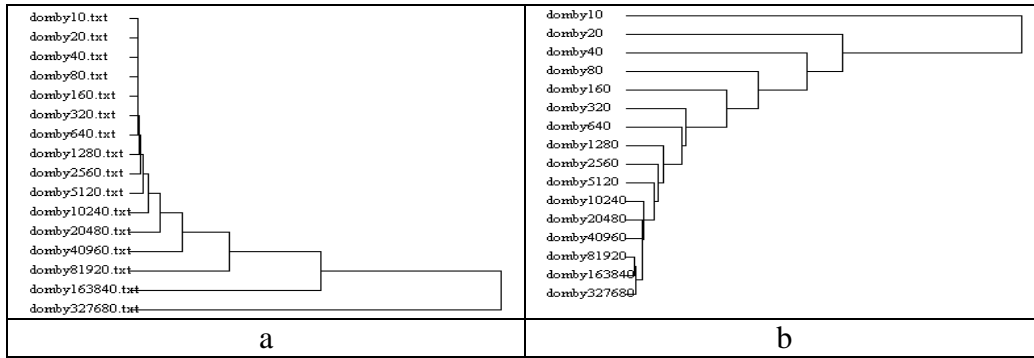 domby10.txt
domby20.txt
domby40.txt
domby80.txt
domby160.txt
domby320.txt
domby640.txt
domby1280.txt
domby2560.txt
domby5120.txt
domby10240.txt
domby20480.txt
domby40960.txt
domby81920.txt
domby163840.txt
domby327680.txt
a
domby10
domby20
domby40
domby80
domby160
domby320
domby640
domby1280
domby2560
domby5120
domby10240
domby20480
domby40960
domby81920
domby163840
domby327680
b